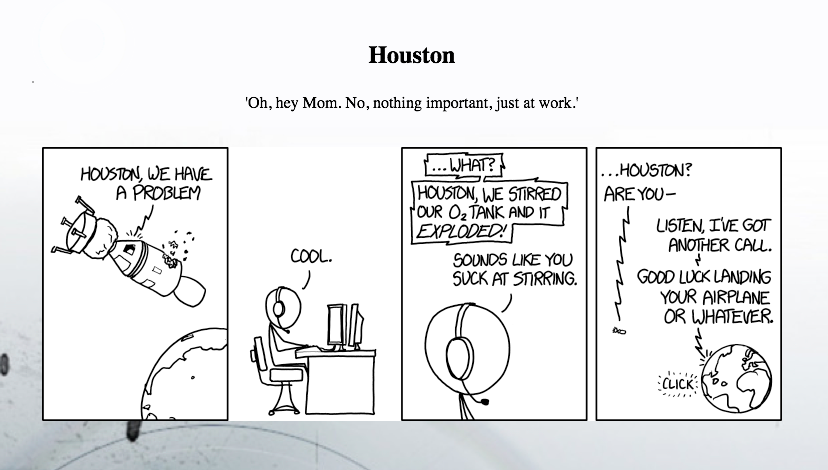 Houston
'Oh, hey Mom. No, nothing important, just at work.'
HOUSTON, WE HAVE
A PROBLEM
COOL.
...WHAT?
HOUSTON, WE STIRRED
OUR O₂ TANK AND IT
EXPLODED!
SOUNDS LIKE YOU
SUCK AT STIRRING.
...HOUSTON?
ARE YOU—
LISTEN, I'VE GOT
ANOTHER CALL.
GOOD LUCK LANDING
YOUR AIRPLANE
OR WHATEVER.
CLICK